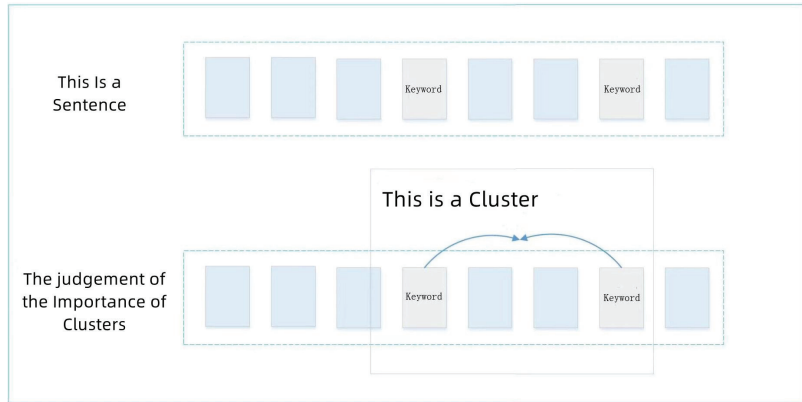 This Is a
Sentence
Keyword
Keyword
This is a Cluster
The judgement of
the Importance of
Clusters
Keyword
Keyword